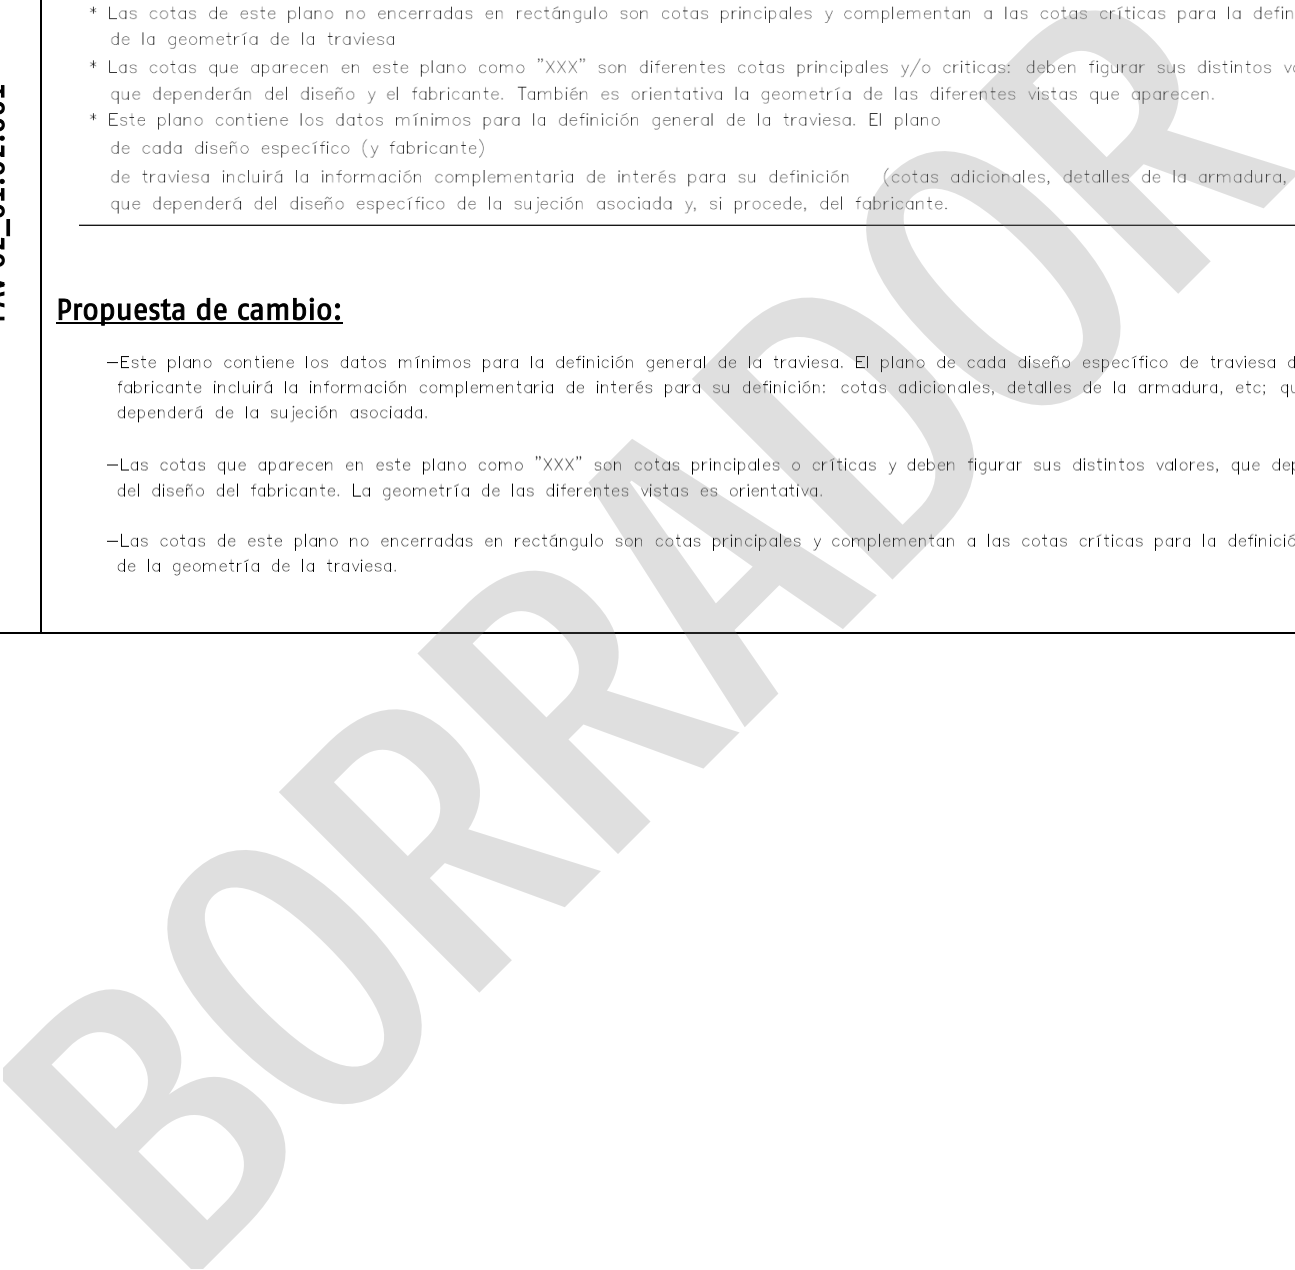 * Las cotas de este plano no encerradas en rectángulo son cotas principales y complementan a las cotas críticas para la defin
de la geometría de la traviesa
* Las cotas que aparecen en este plano como "XXX" son diferentes cotas principales y/o criticas: deben figurar sus distintos
que dependerán del diseño y el fabricante. También es orientativa la geometría de las diferentes vistas que aparecen.
* Este plano contiene los datos mínimos para la definición general de la traviesa. El plano
de cada diseño específico (y fabricante)
de traviesa incluirá la información complementaria de interés para su definición (cotas adicionales, detalles de la armadura,
que dependerá del diseño específico de la sujeción asociada y, si procede, del fabricante.
Propuesta de cambio:
–Este plano contiene los datos mínimos para la definición general de la traviesa. El plano de cada diseño específico de traviesa
fabricante incluirá la información complementaria de interés para su definición: cotas adicionales, detalles de la armadura, etc;
dependerá de la sujeción asociada.
–Las cotas que aparecen en este plano como "XXX" son cotas principales o críticas y deben figurar sus distintos valores, que
del diseño del fabricante. La geometría de las diferentes vistas es orientativa.
–Las cotas de este plano no encerradas en rectángulo son cotas principales y complementan a las cotas críticas para la definició
de la geometría de la traviesa.
BORRADOR